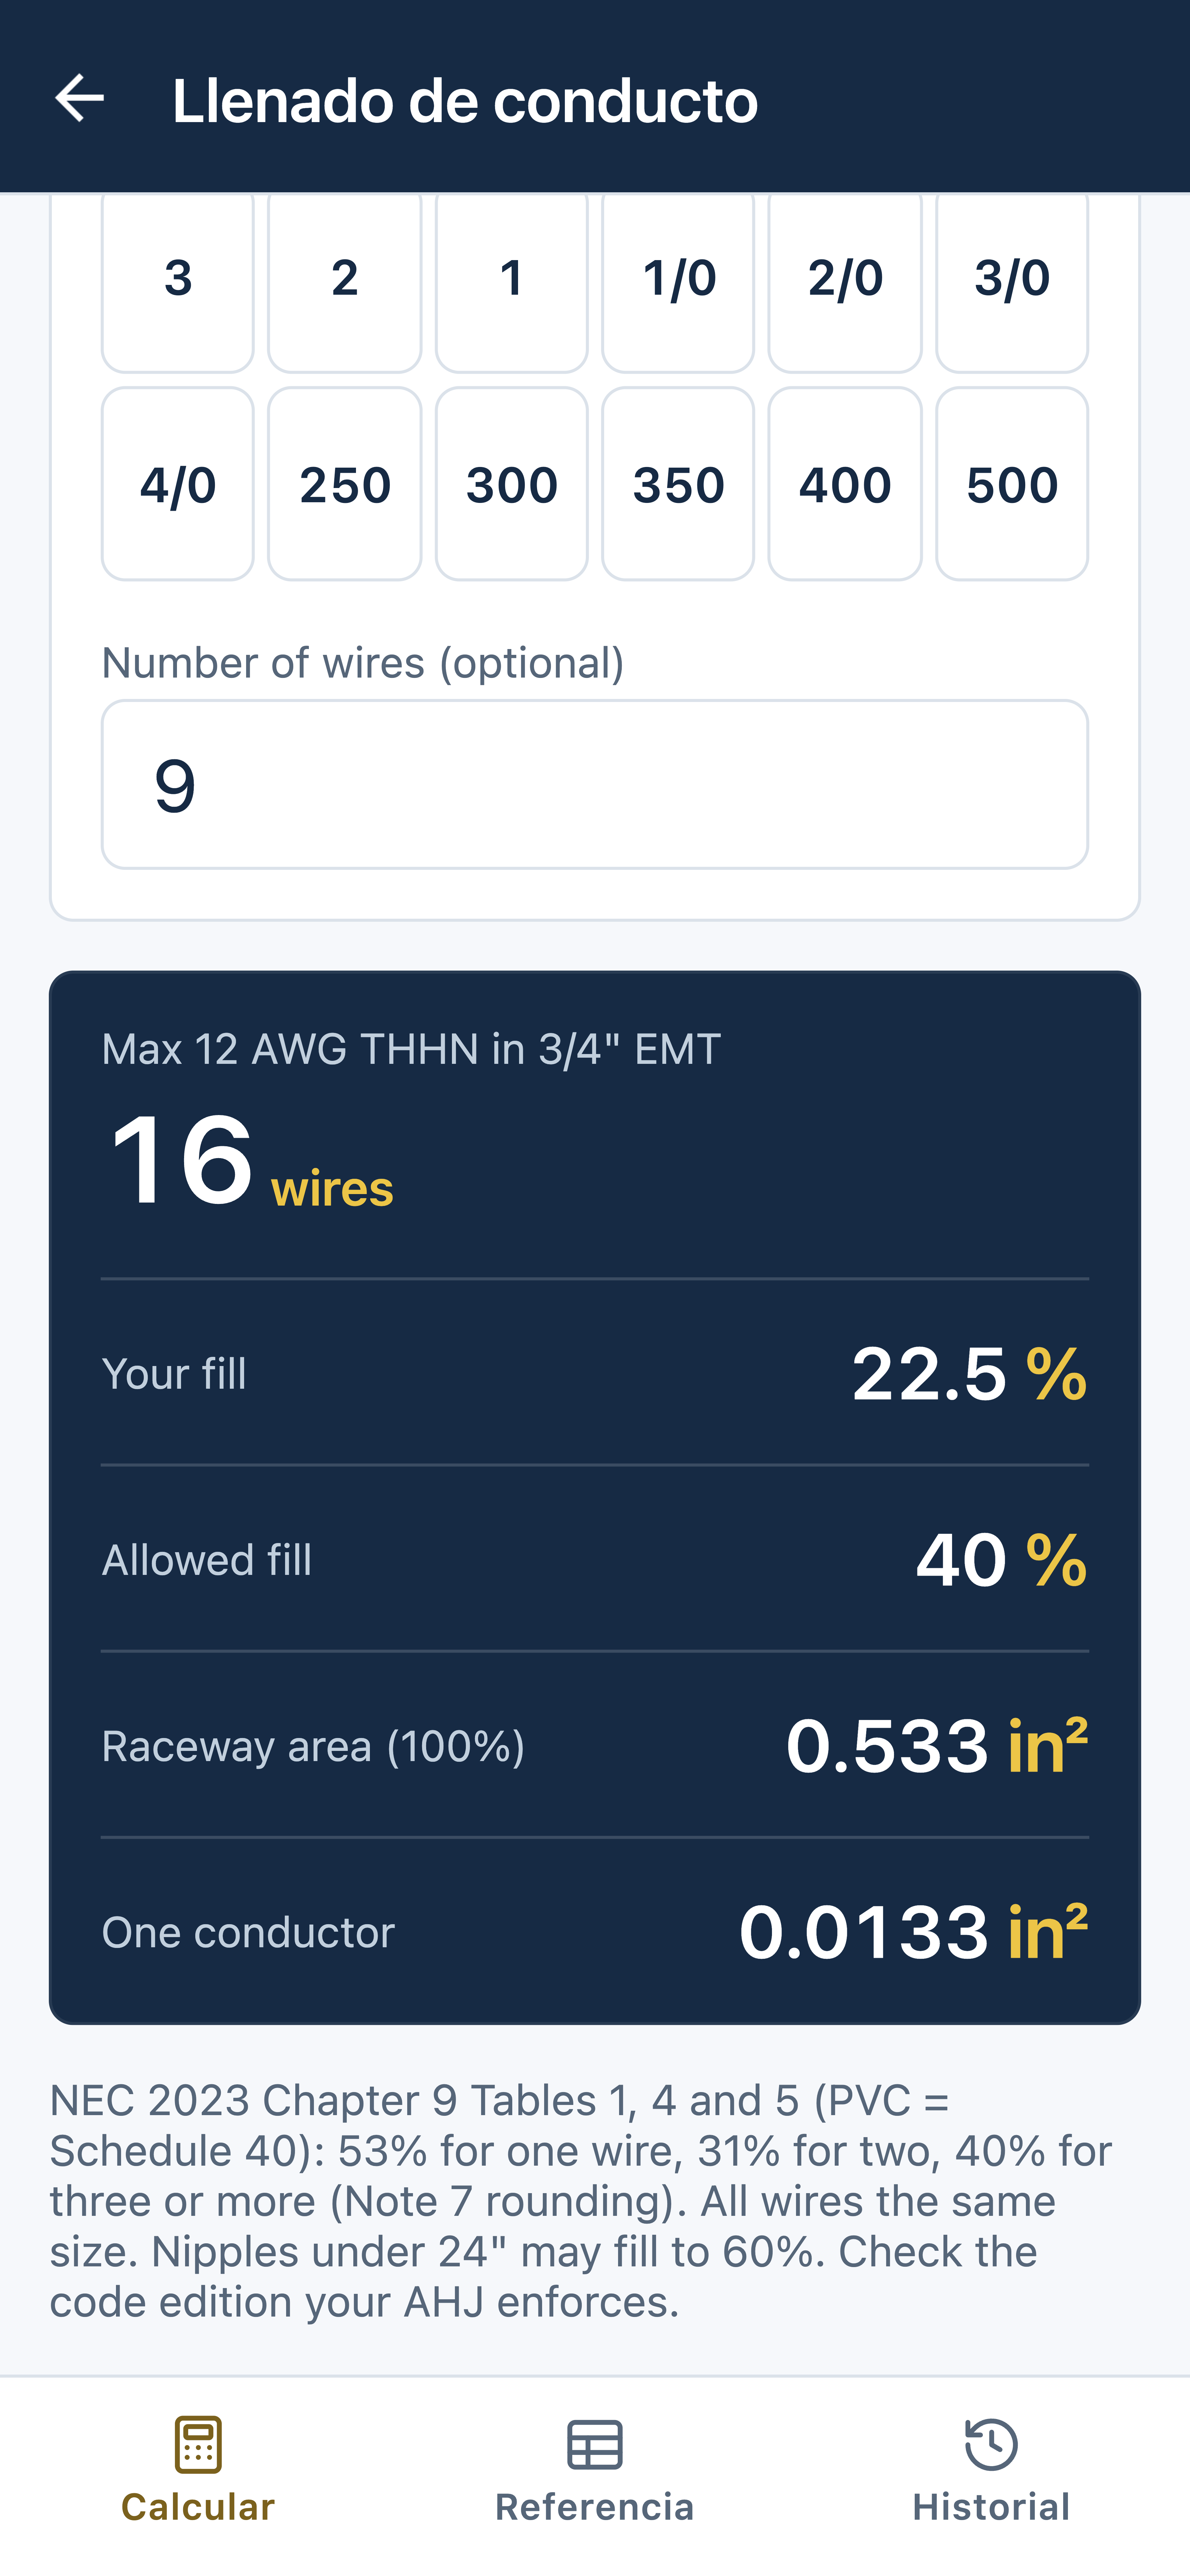 Llenado de conducto
3 2 1 1/0 2/0 3/0
4/0 250 300 350 400 500
Number of wires (optional)
9
Max 12 AWG THHN in 3/4" EMT
16 wires
Your fill 22.5 %
Allowed fill 40 %
Raceway area (100%) 0.533 in²
One conductor 0.0133 in²
NEC 2023 Chapter 9 Tables 1, 4 and 5 (PVC =
Schedule 40): 53% for one wire, 31% for two, 40% for
three or more (Note 7 rounding). All wires the same
size. Nipples under 24" may fill to 60%. Check the
code edition your AHJ enforces.
Calcular Referencia Historial